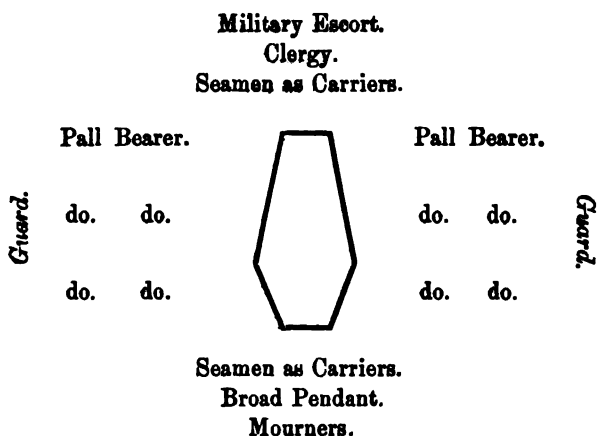 Military Escort.
Clergy.
Seamen as Carriers.
Pall Bearer. Pall Bearer.
Guard.
do. do. do. do.
Guard.
do. do. do. do.
Seamen as Carriers.
Broad Pendant.
Mourners.